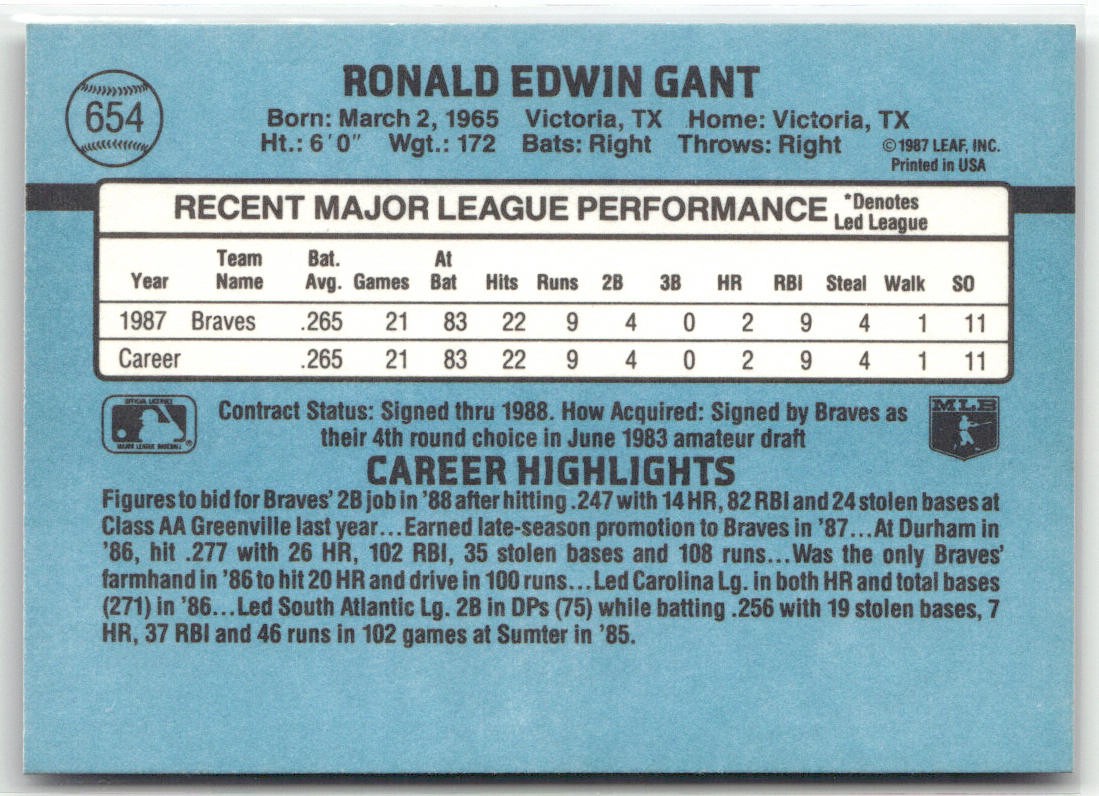 RONALD EDWIN GANT
654
Born: March 2, 1965 Victoria, TX Home: Victoria, TX
Ht.: 6'0" Wgt.: 172 Bats: Right Throws: Right
©1987 LEAF, INC.
Printed in USA
RECENT MAJOR LEAGUE PERFORMANCE
*Denotes
Led League
Year Team Name Bat. Avg. Games At Bat Hits Runs 2B 3B HR RBI Steal Walk SO
1987 Braves .265 21 83 22 9 4 0 2 9 4 1 11
Career .265 21 83 22 9 4 0 2 9 4 1 11
OFFICIAL LICENSEE
MAJOR LEAGUE BASEBALL
®
Contract Status: Signed thru 1988. How Acquired: Signed by Braves as
their 4th round choice in June 1983 amateur draft
MLB
CAREER HIGHLIGHTS
Figures to bid for Braves' 2B job in '88 after hitting .247 with 14 HR, 82 RBI and 24 stolen bases at
Class AA Greenville last year...Earned late-season promotion to Braves in '87...At Durham in
'86, hit .277 with 26 HR, 102 RBI, 35 stolen bases and 108 runs...Was the only Braves'
farmhand in '86 to hit 20 HR and drive in 100 runs...Led Carolina Lg. in both HR and total bases
(271) in '86...Led South Atlantic Lg. 2B in DPs (75) while batting .256 with 19 stolen bases, 7
HR, 37 RBI and 46 runs in 102 games at Sumter in '85.